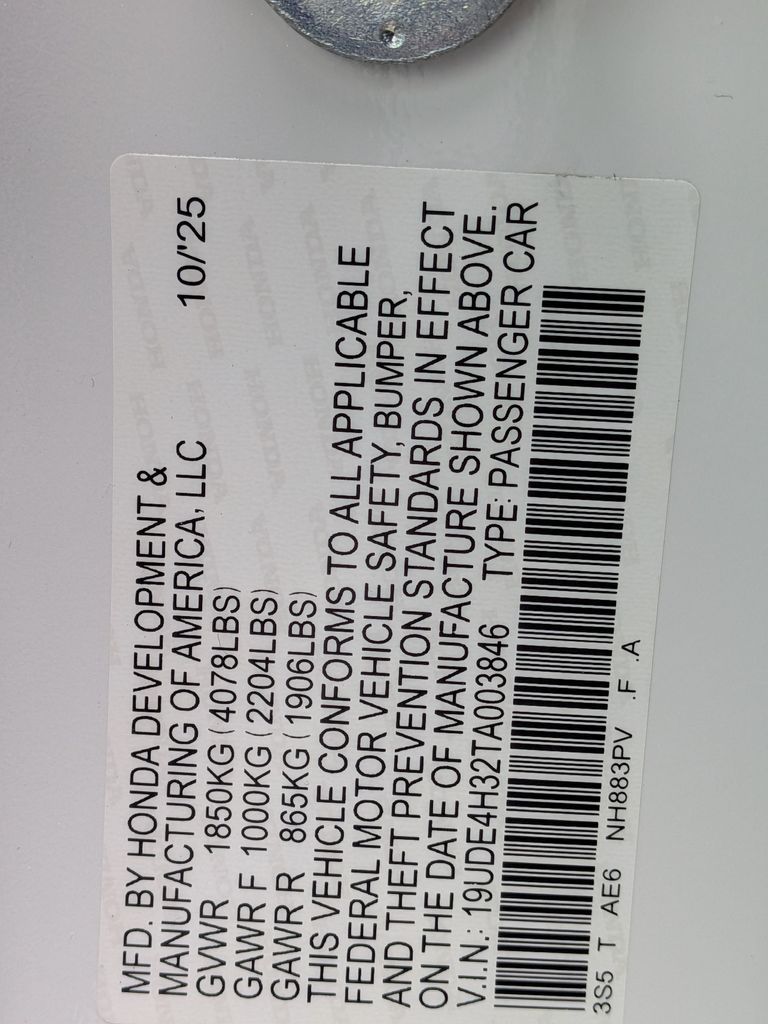 MFD. BY HONDA DEVELOPMENT &
MANUFACTURING OF AMERICA, LLC 10/'25
GVWR 1850KG (4078LBS)
GAWR F 1000KG (2204LBS)
GAWR R 865KG (1906LBS)
THIS VEHICLE CONFORMS TO ALL APPLICABLE
FEDERAL MOTOR VEHICLE SAFETY, BUMPER,
AND THEFT PREVENTION STANDARDS IN EFFECT
ON THE DATE OF MANUFACTURE SHOWN ABOVE.
V.I.N.: 19UDE4H32TA003846 TYPE: PASSENGER CAR
3S5 T AE6 NH883PV .F .A